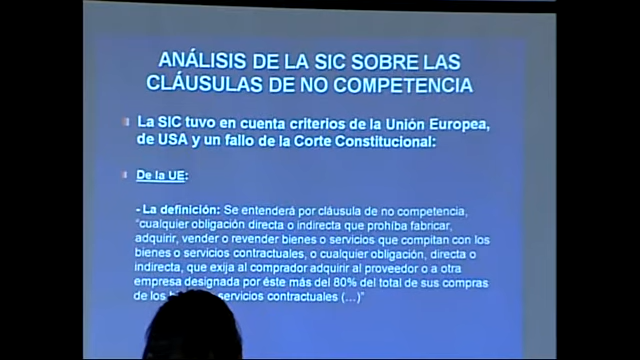 ANÁLISIS DE LA SIC SOBRE LAS
CLÁUSULAS DE NO COMPETENCIA
La SIC tuvo en cuenta criterios de la Unión Europea,
de USA y un fallo de la Corte Constitucional:
De la UE:
- La definición: Se entenderá por cláusula de no competencia,
“cualquier obligación directa o indirecta que prohíba fabricar,
adquirir, vender o revender bienes o servicios que compitan con los
bienes o servicios contractuales, o cualquier obligación, directa o
indirecta, que exija al comprador adquirir al proveedor o a otra
empresa designada por éste más del 80% del total de sus compras
de los servicios contractuales (…)”